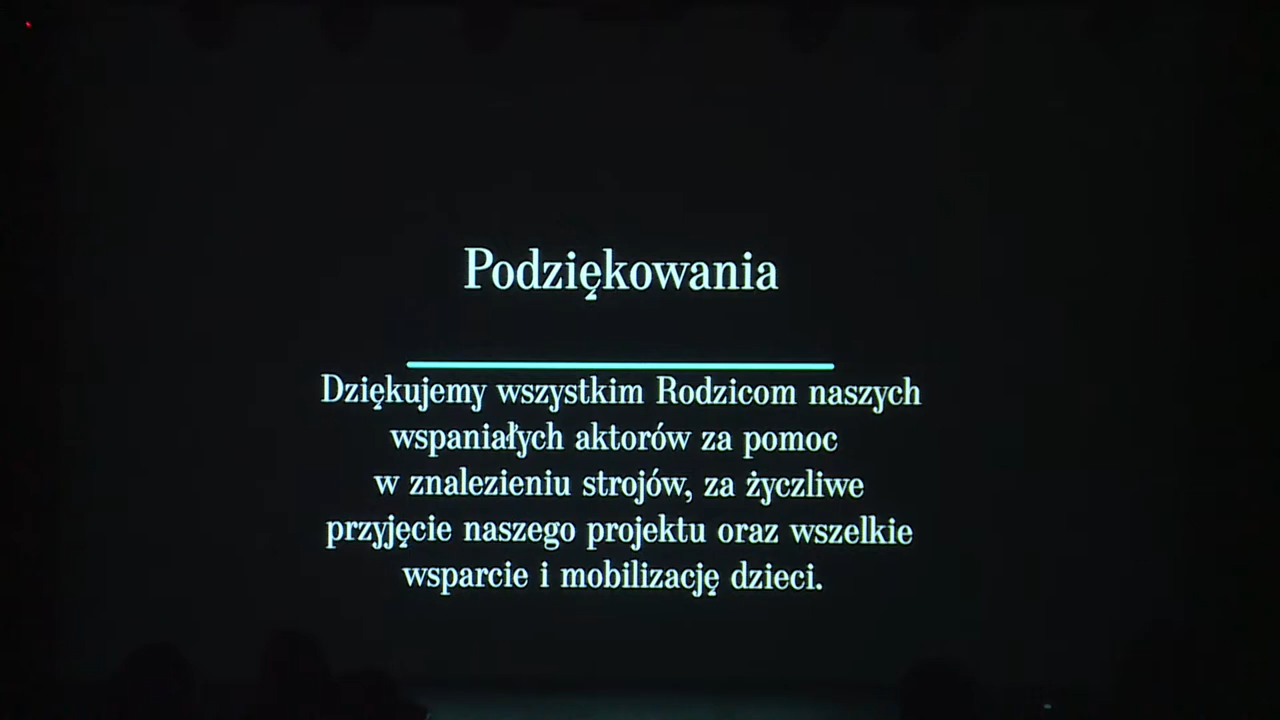 Podziękowania
Dziękujemy wszystkim Rodzicom naszych
wspaniałych aktorów za pomoc
w znalezieniu strojów, za życzliwe
przyjęcie naszego projektu oraz wszelkie
wsparcie i mobilizację dzieci.